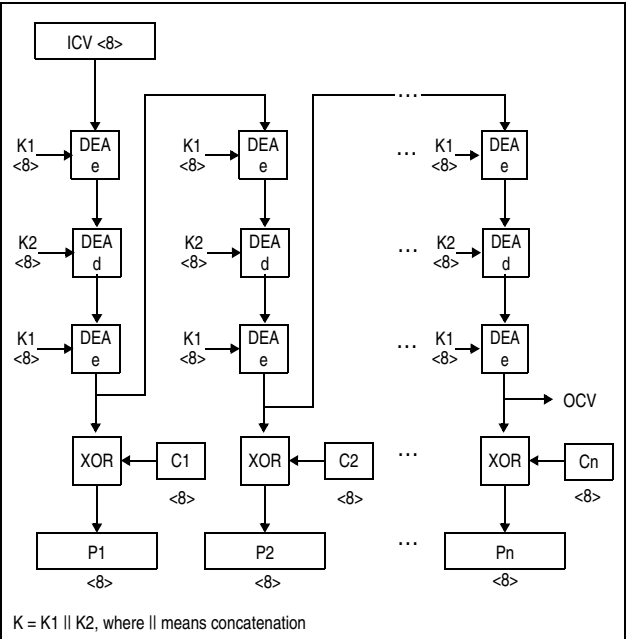 ICV <8>
...
K1 <8> DEA e K1 <8> DEA e ... K1 <8> DEA e
K2 <8> DEA d K2 <8> DEA d ... K2 <8> DEA d
K1 <8> DEA e K1 <8> DEA e ... K1 <8> DEA e
OCV
XOR C1 XOR C2 ... XOR Cn
<8> <8> <8>
P1 P2 ... Pn
<8> <8> <8>
K = K1 || K2, where || means concatenation